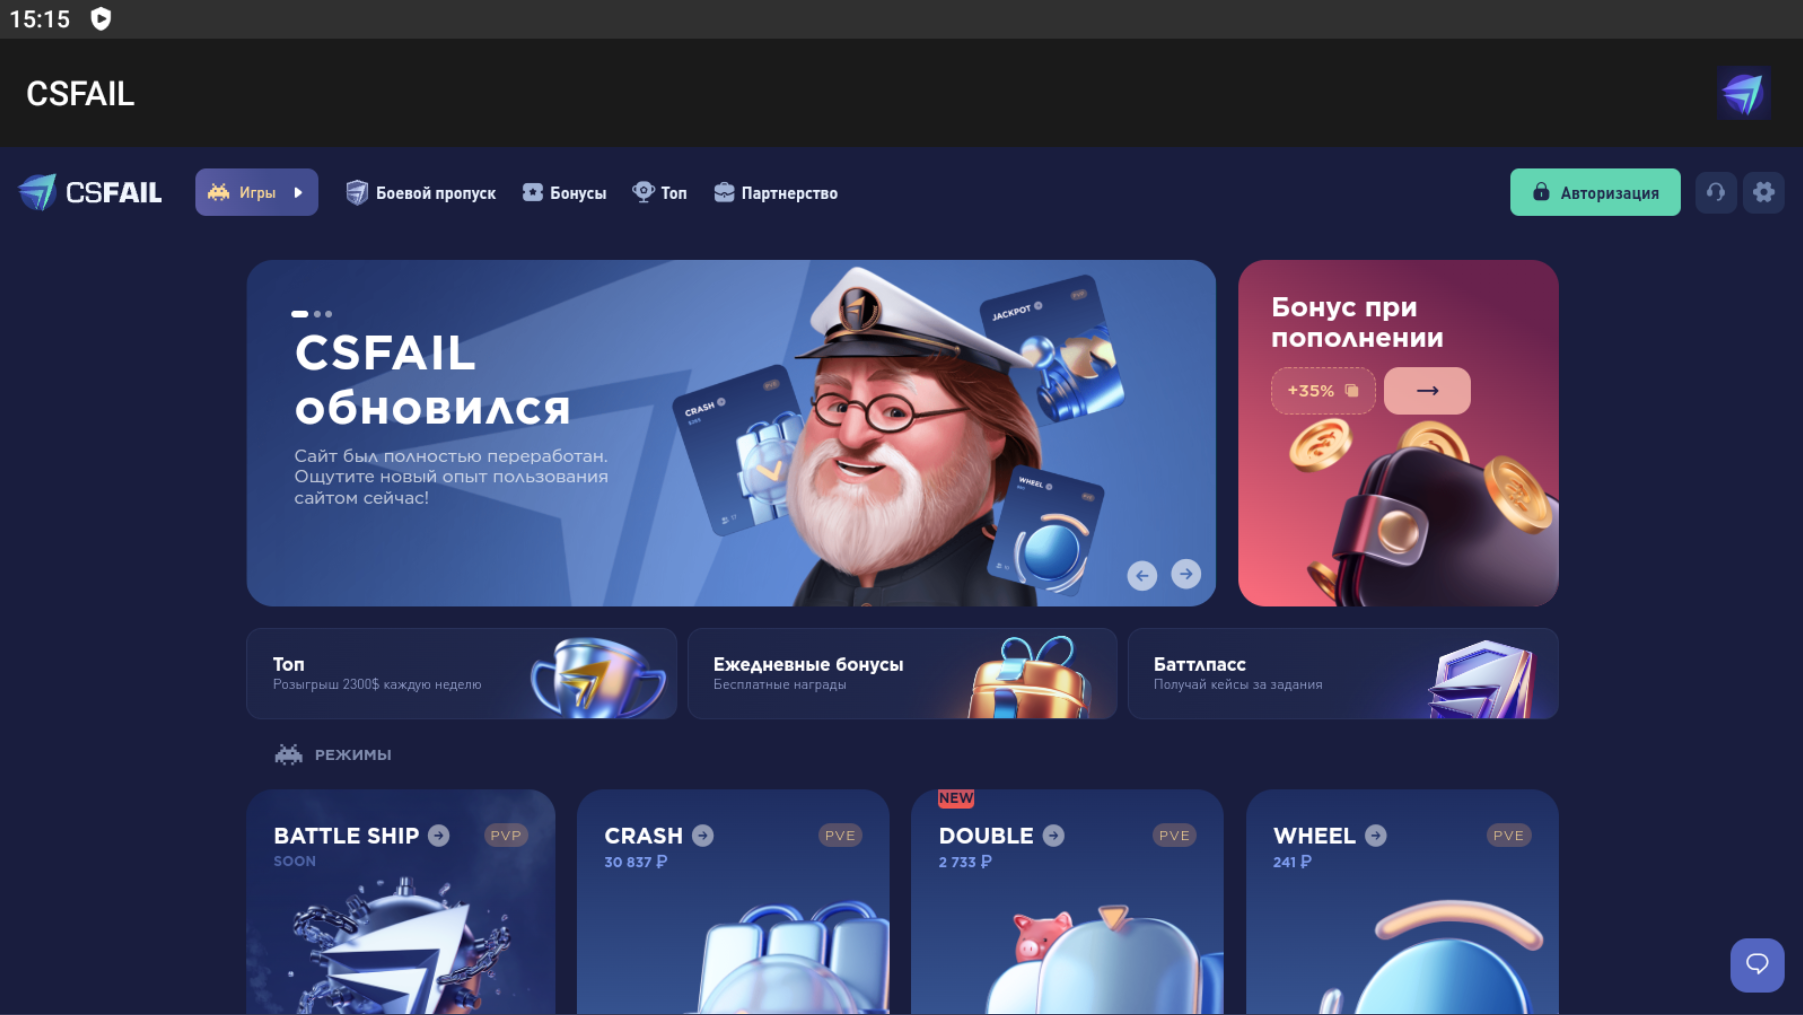 15:15
CSFAIL
CSFAIL
Игры
Боевой пропуск
Бонусы
Топ
Партнерство
Авторизация
CSFAIL
обновился
Сайт был полностью переработан.
Ощутите новый опыт пользования
сайтом сейчас!
JACKPOT
PVP
CRASH
PVP
WHEEL
Бонус при
пополнении
+35%
Топ
Розыгрыш 2300$ каждую неделю
Ежедневные бонусы
Бесплатные награды
Баттлпасс
Получай кейсы за задания
РЕЖИМЫ
BATTLE SHIP
PVP
SOON
CRASH
PVE
30 837 ₽
NEW
DOUBLE
PVE
2 733 ₽
WHEEL
PVE
241 ₽